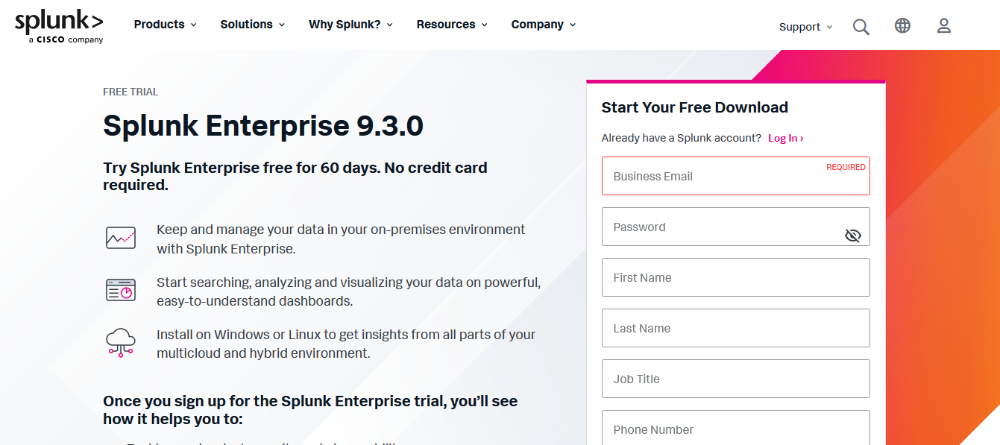 splunk>
a CISCO company
Products
Solutions
Why Splunk?
Resources
Company
Support
FREE TRIAL
Splunk Enterprise 9.3.0
Try Splunk Enterprise free for 60 days. No credit card
required.
Keep and manage your data in your on-premises environment
with Splunk Enterprise.
Start searching, analyzing and visualizing your data on powerful,
easy-to-understand dashboards.
Install on Windows or Linux to get insights from all parts of your
multicloud and hybrid environment.
Once you sign up for the Splunk Enterprise trial, you’ll see
how it helps you to:
Start Your Free Download
Already have a Splunk account? Log In ›
REQUIRED
Business Email
Password
First Name
Last Name
Job Title
Phone Number